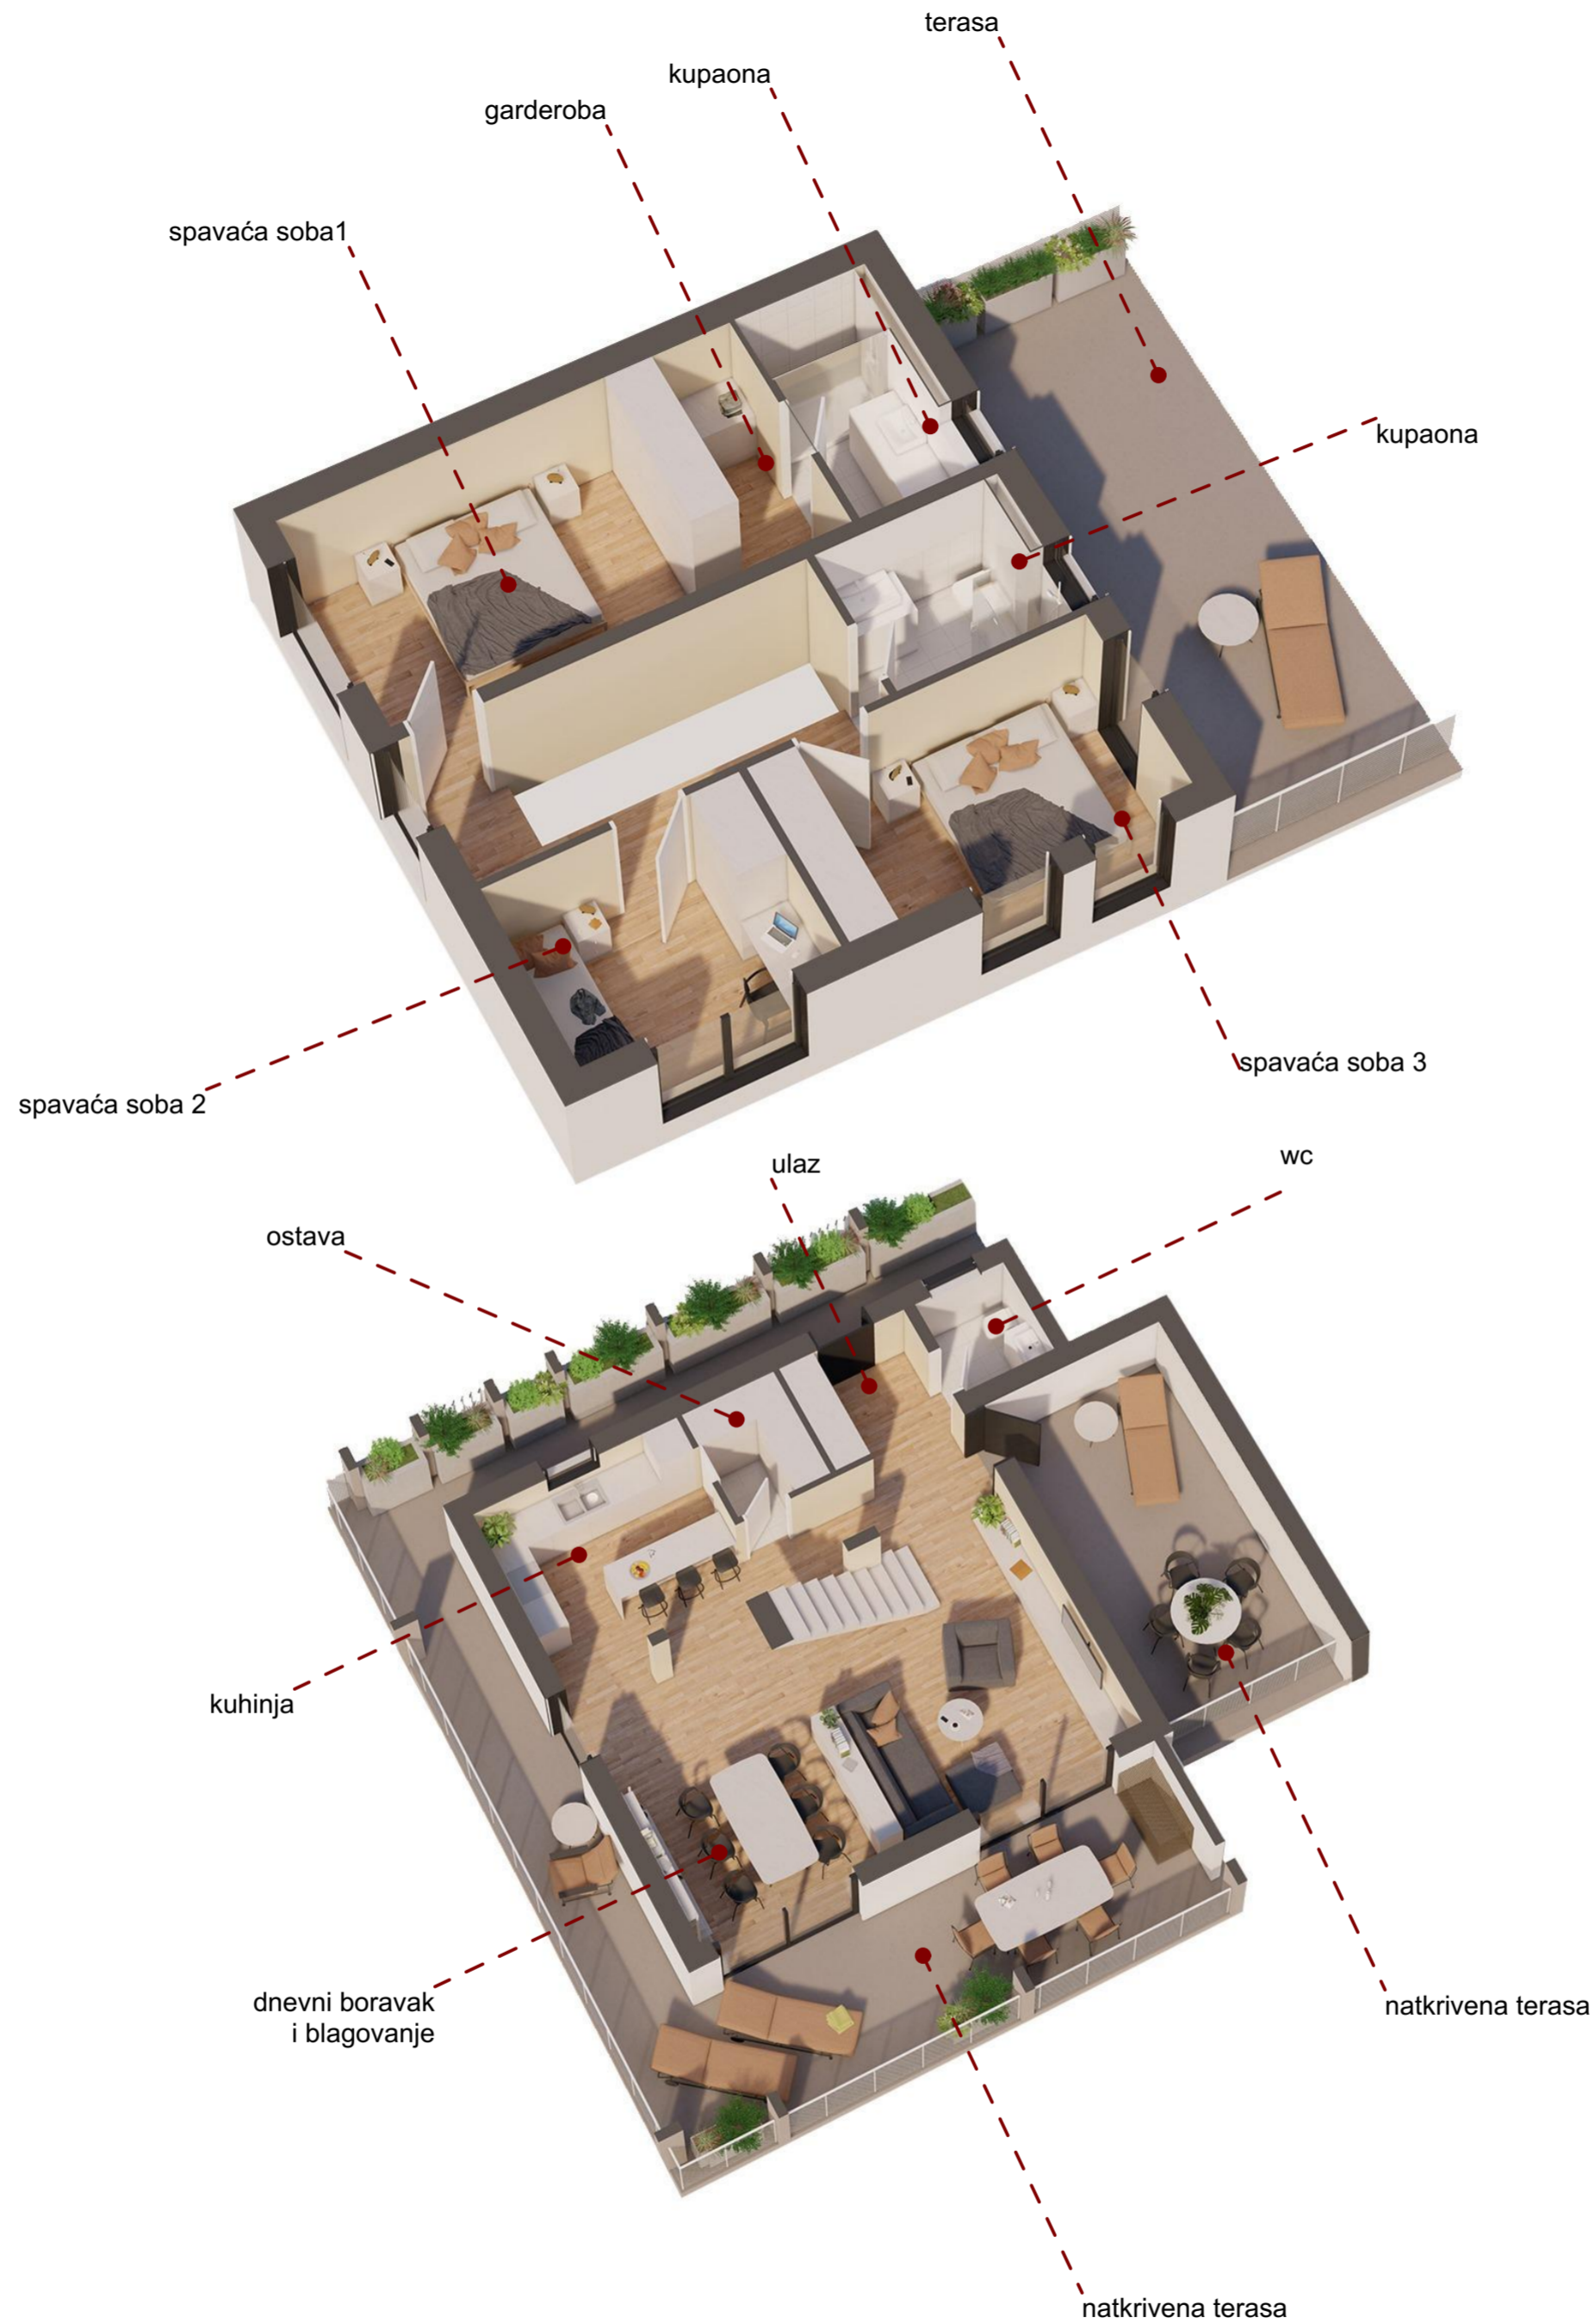 terasa
kupaona
garderoba
spavaća soba1
kupaona
spavaća soba 3
spavaća soba 2
wc
ulaz
ostava
kuhinja
dnevni boravak
i blagovanje
natkrivena terasa
natkrivena terasa